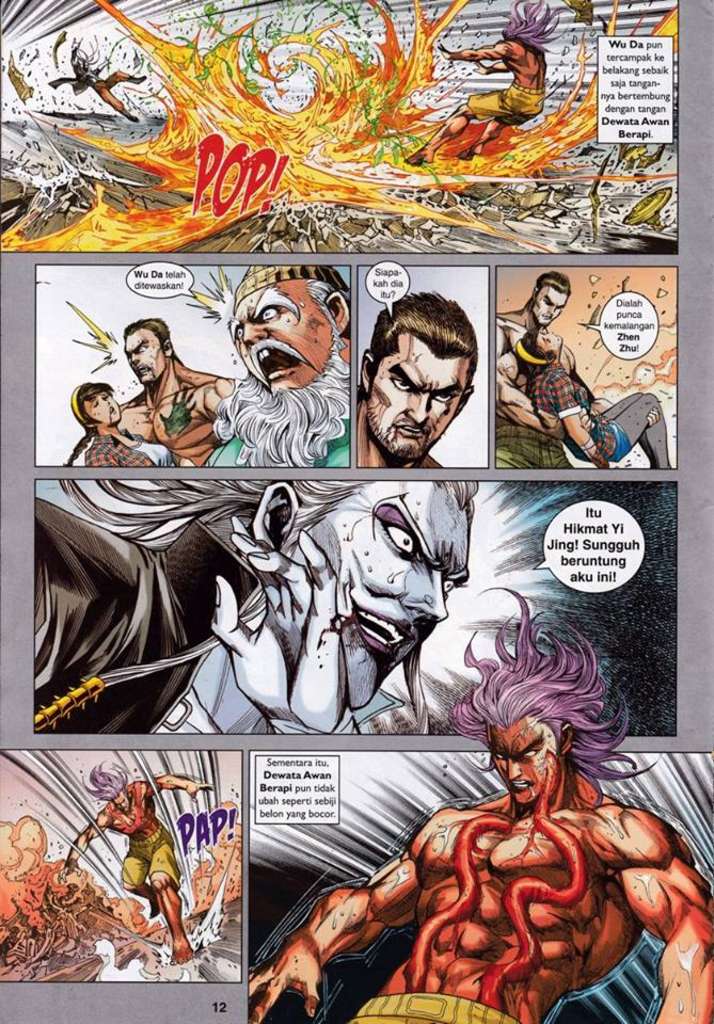 Wu Da pun
tercampak ke
belakang sebaik
saja tangan-
nya bertembung
dengan tangan
Dewata Awan
Berapi.
POP!
Wu Da telah
ditewaskan!
Siapa-
kah dia
itu?
Dialah
punca
kemalangan
Zhen
Zhu!
Itu
Hikmat Yi
Jing! Sungguh
beruntung
aku ini!
PAP!
Sementara itu,
Dewata Awan
Berapi pun tidak
ubah seperti sebiji
belon yang bocor.
12